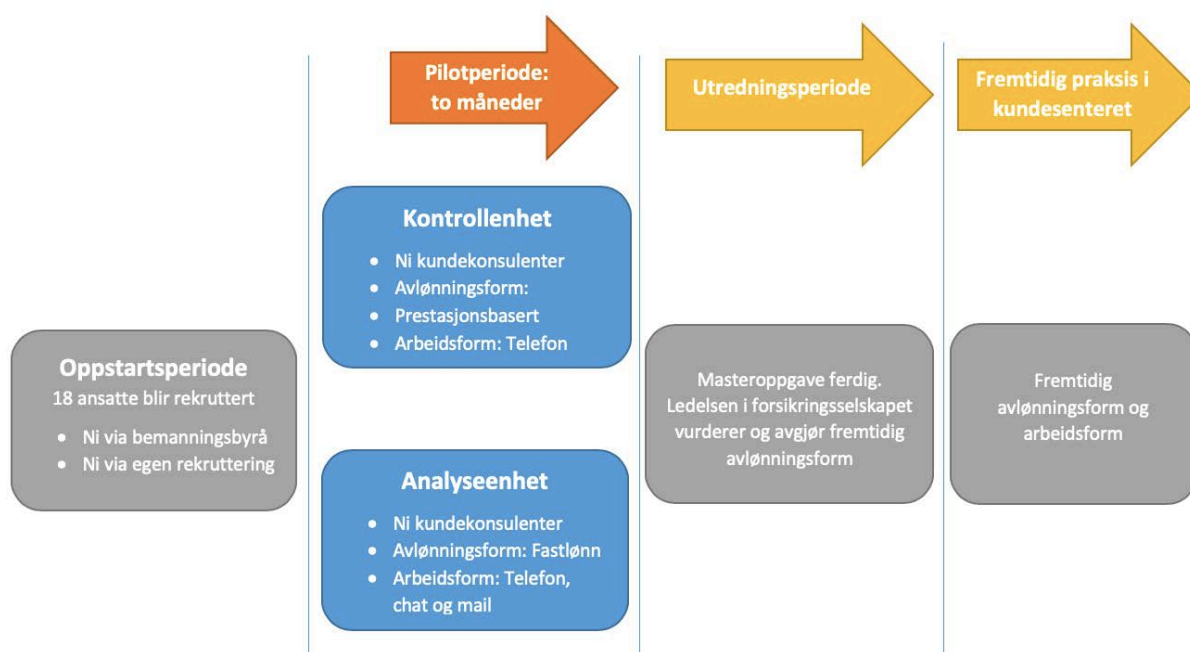 Pilotperiode:
to måneder
Utredningsperiode
Fremtidig praksis i
kundesenteret
Oppstartsperiode
18 ansatte blir rekruttert
• Ni via bemanningsbyrå
• Ni via egen rekruttering
Kontrollenhet
• Ni kundekonsulenter
• Avlønningsform:
• Prestasjonsbasert
• Arbeidsform: Telefon
Analyseenhet
• Ni kundekonsulenter
• Avlønningsform: Fastlønn
• Arbeidsform: Telefon,
chat og mail
Masteroppgave ferdig.
Ledelsen i forsikringsselskapet
vurderer og avgjør fremtidig
avlønningsform
Fremtidig
avlønningsform og
arbeidsform